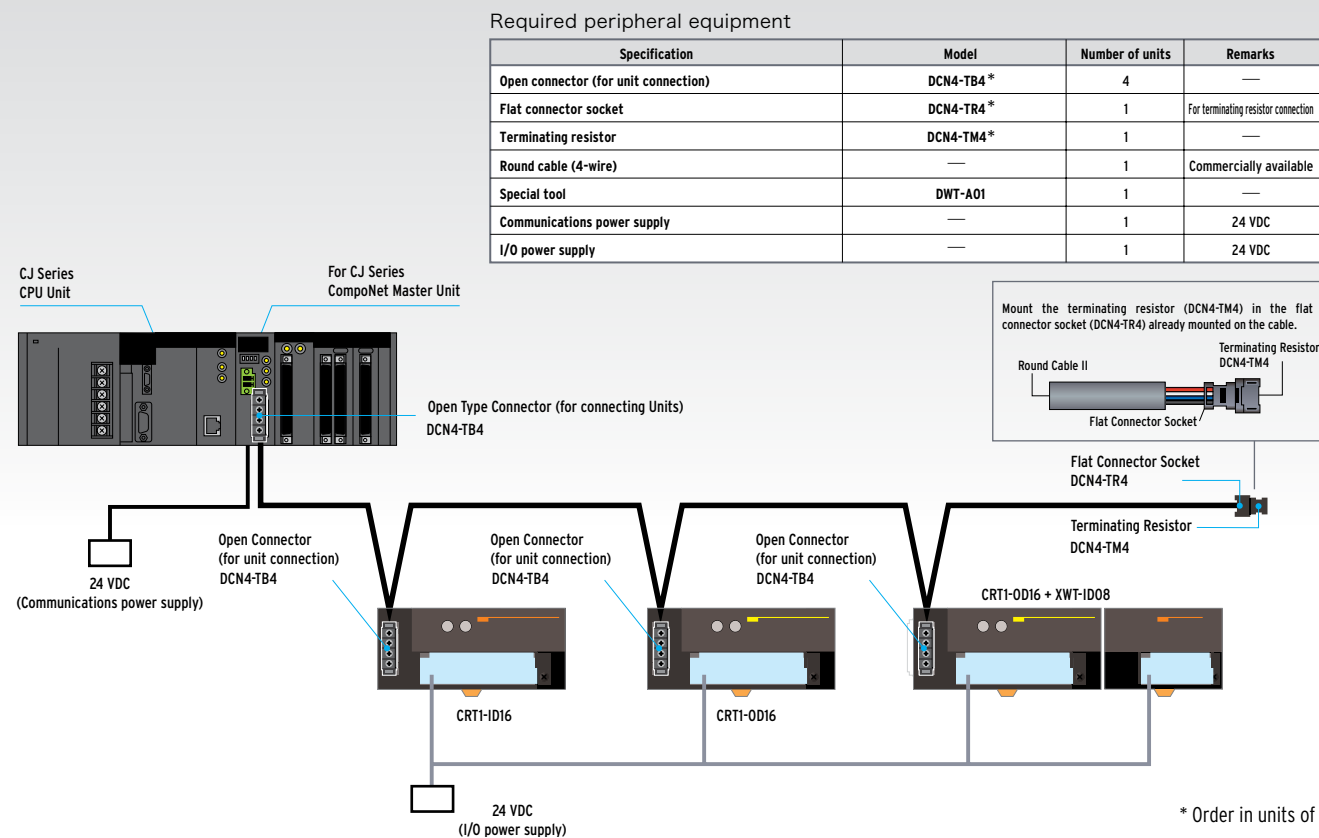 Required peripheral equipment
Specification Model Number of units Remarks
Open connector (for unit connection) DCN4-TB4* 4 —
Flat connector socket DCN4-TR4* 1 For terminating resistor connection
Terminating resistor DCN4-TM4* 1 —
Round cable (4-wire) — 1 Commercially available
Special tool DWT-A01 1 —
Communications power supply — 1 24 VDC
I/O power supply — 1 24 VDC
CJ Series
CPU Unit
For CJ Series
CompoNet Master Unit
Mount the terminating resistor (DCN4-TM4) in the flat
connector socket (DCN4-TR4) already mounted on the cable.
Round Cable II
Terminating Resistor
DCN4-TM4
Flat Connector Socket
Open Type Connector (for connecting Units)
DCN4-TB4
Flat Connector Socket
DCN4-TR4
Terminating Resistor
DCN4-TM4
24 VDC
(Communications power supply)
Open Connector
(for unit connection)
DCN4-TB4
Open Connector
(for unit connection)
DCN4-TB4
Open Connector
(for unit connection)
DCN4-TB4
CRT1-OD16 + XWT-ID08
CRT1-ID16
CRT1-OD16
24 VDC
(I/O power supply)
* Order in units of